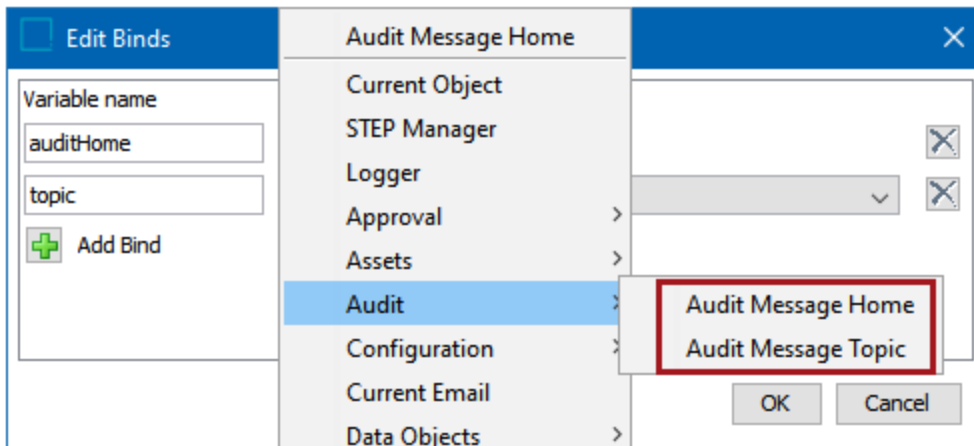 Edit Binds
Variable name
auditHome
topic
Add Bind
Audit Message Home
Current Object
STEP Manager
Logger
Approval
Assets
Audit
Configuration
Current Email
Data Objects
Audit Message Home
Audit Message Topic
OK
Cancel